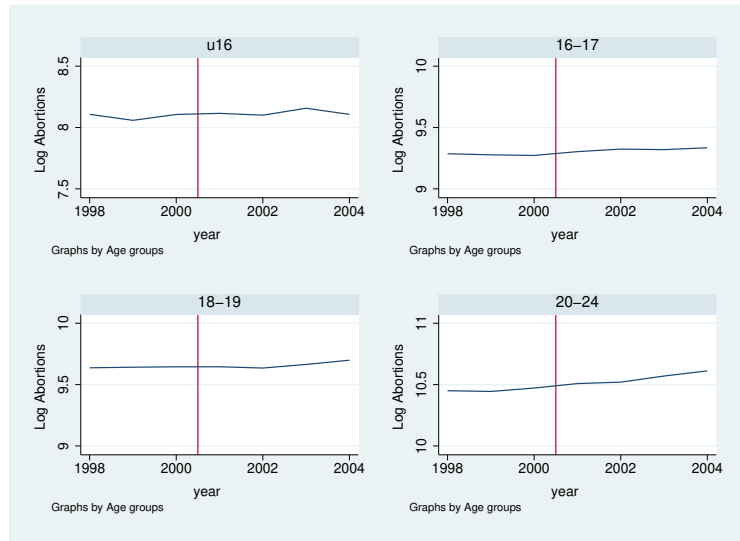 u16
8.5
8
7.5
Log Abortions
1998 2000 2002 2004
year
Graphs by Age groups
16−17
10
9.5
9
Log Abortions
1998 2000 2002 2004
year
Graphs by Age groups
18−19
10
9.5
9
Log Abortions
1998 2000 2002 2004
year
Graphs by Age groups
20−24
11
10.5
10
Log Abortions
1998 2000 2002 2004
year
Graphs by Age groups